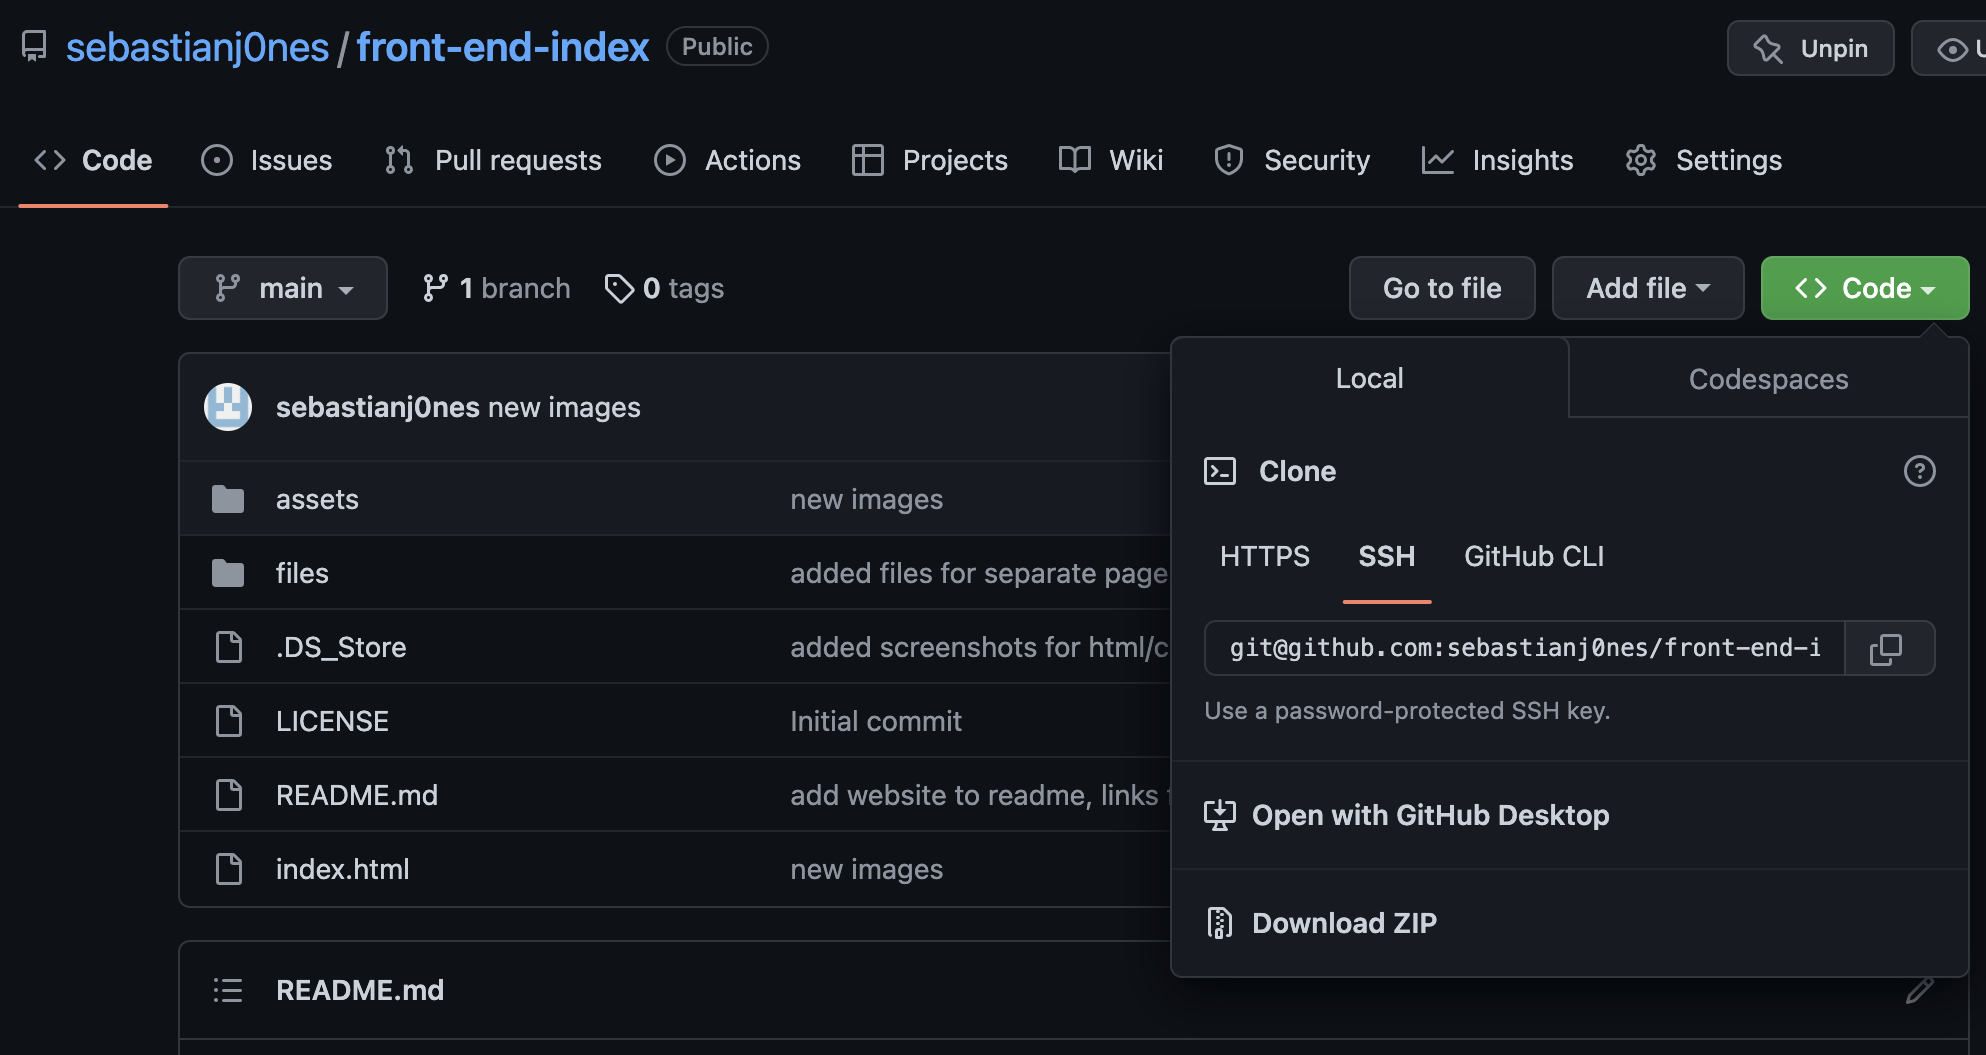 sebastianj0nes / front-end-index Public Unpin
Code Issues Pull requests Actions Projects Wiki Security Insights Settings
main 1 branch 0 tags Go to file Add file Code
Local Codespaces
sebastianj0nes new images
Clone
assets new images
HTTPS SSH GitHub CLI
files added files for separate page
.DS_Store added screenshots for html/c
git@github.com:sebastianj0nes/front-end-i
Use a password-protected SSH key.
LICENSE Initial commit
README.md add website to readme, links
Open with GitHub Desktop
index.html new images
Download ZIP
README.md